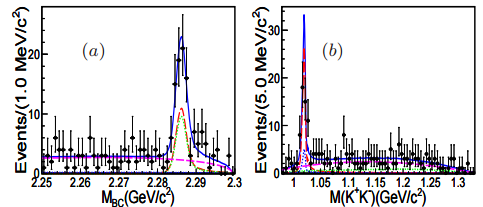 Events/(1.0 MeV/c²)
20
10
0
(a)
2.25 2.26 2.27 2.28 2.29 2.3
M_BC(GeV/c²)
Events/(5.0 MeV/c²)
30
20
10
0
(b)
1 1.05 1.1 1.15 1.2 1.25 1.3
M(K⁺K⁻)(GeV/c²)